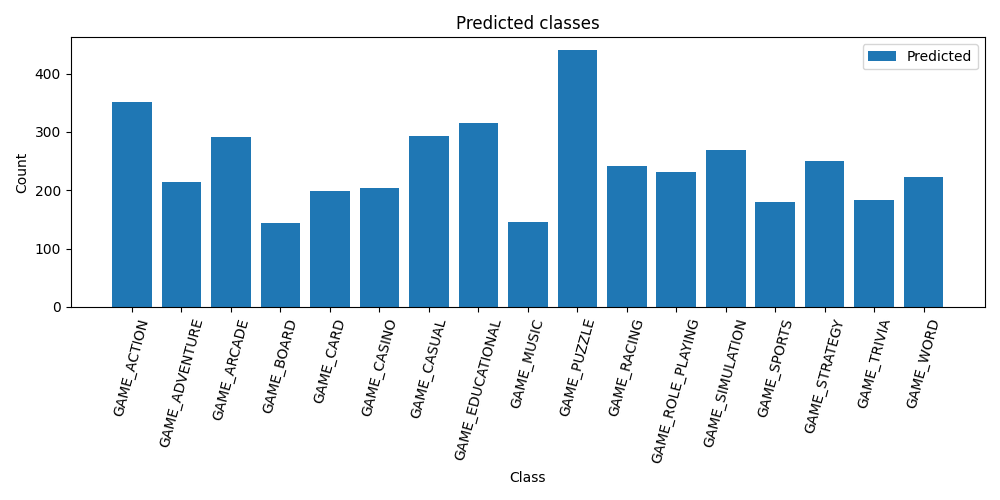 Predicted classes
Predicted
Count
400
300
200
100
0
GAME_ACTION
GAME_ADVENTURE
GAME_ARCADE
GAME_BOARD
GAME_CARD
GAME_CASINO
GAME_CASUAL
GAME_EDUCATIONAL
GAME_MUSIC
GAME_PUZZLE
GAME_RACING
GAME_ROLE_PLAYING
GAME_SIMULATION
GAME_SPORTS
GAME_STRATEGY
GAME_TRIVIA
GAME_WORD
Class